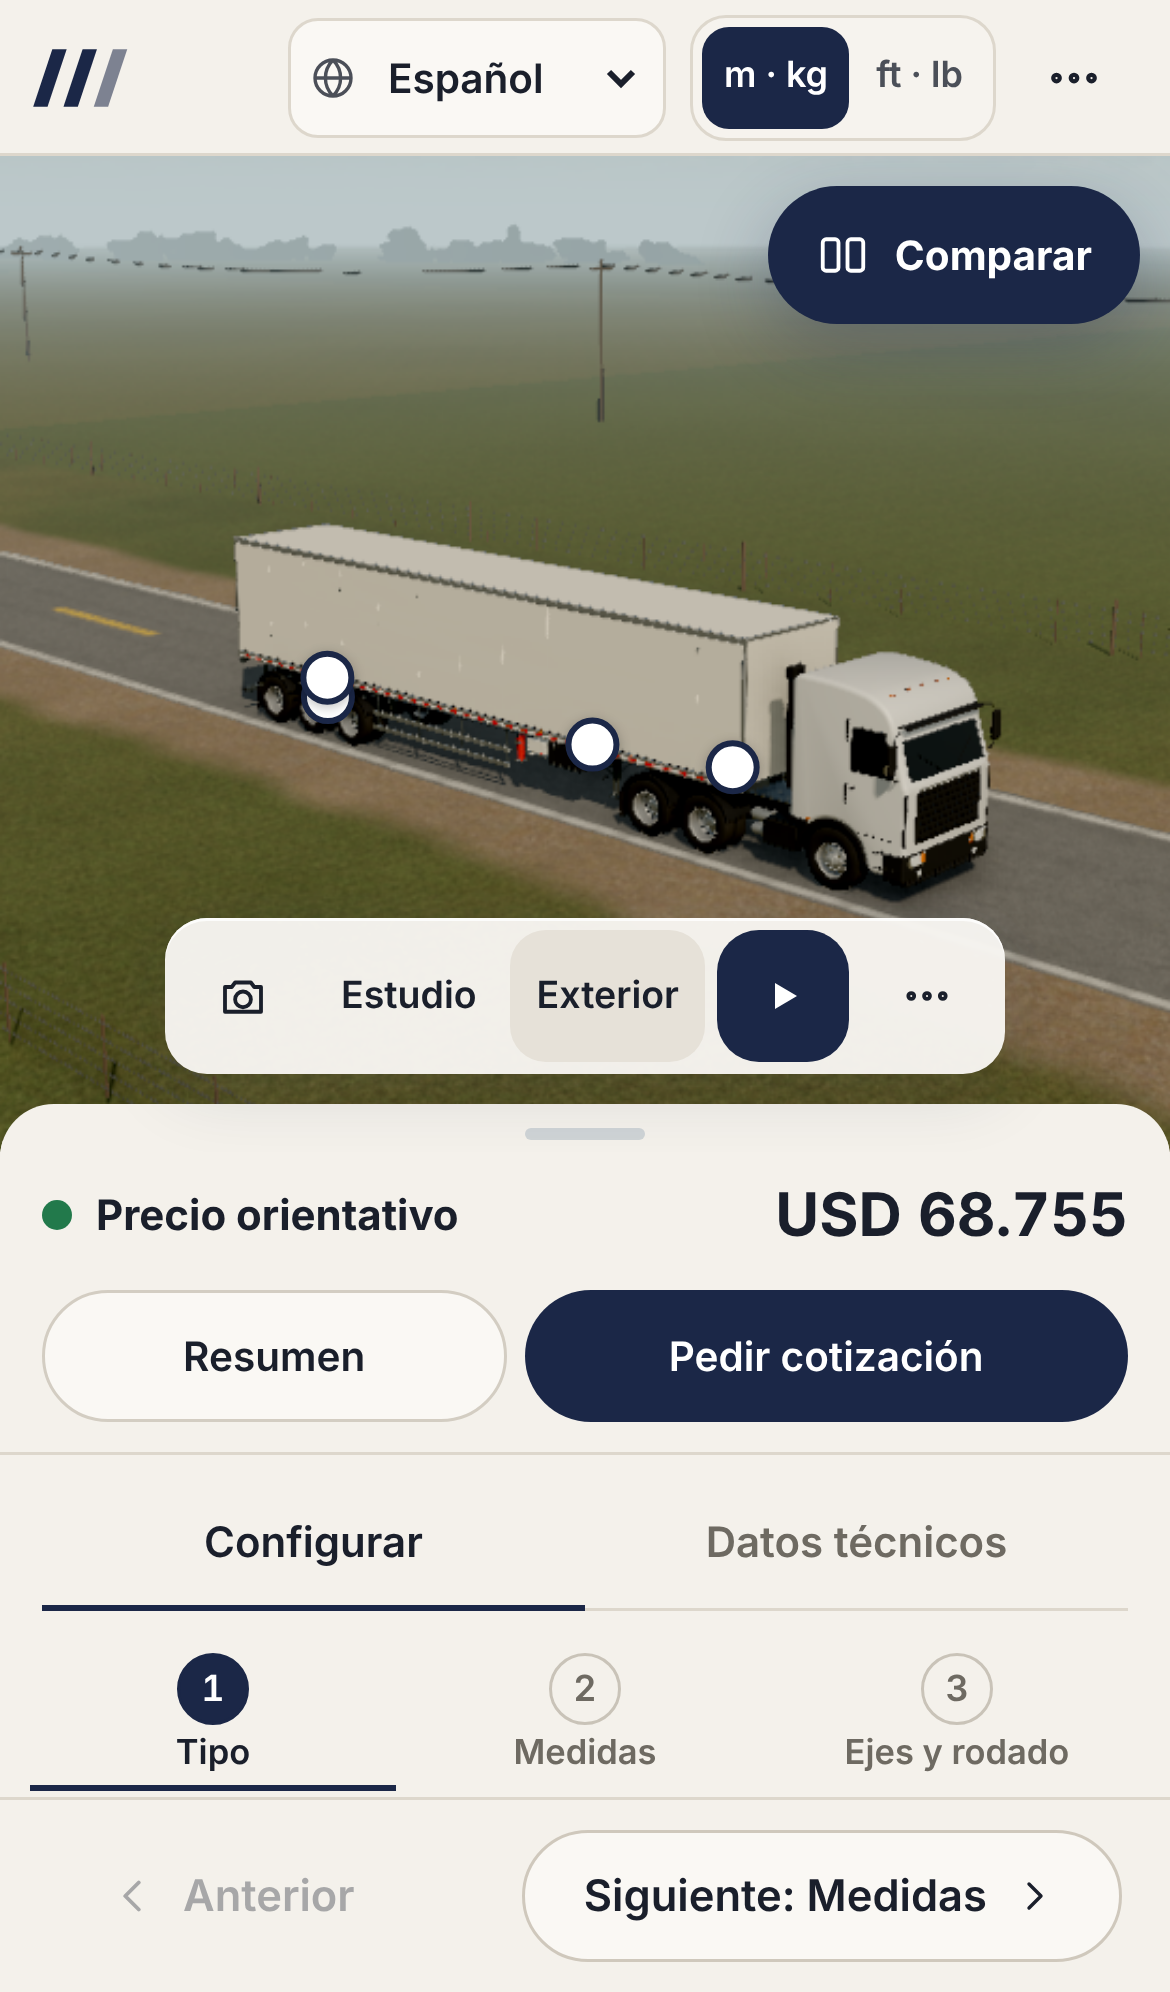 Español
m · kg
ft · lb
Comparar
Estudio
Exterior
Precio orientativo
USD 68.755
Resumen
Pedir cotización
Configurar
Datos técnicos
1
2
3
Tipo
Medidas
Ejes y rodado
Anterior
Siguiente: Medidas